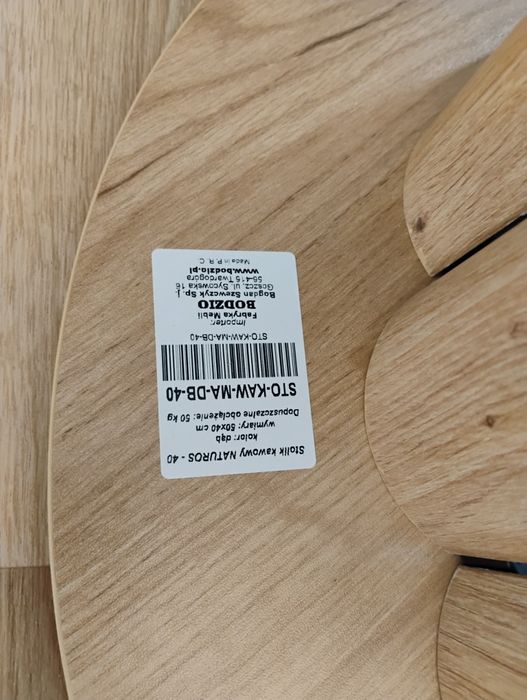 Stolik kawowy NATUROS - 40
kolor: dąb
wymiary: 80x40 cm
Dopuszczalne obciążenie: 50 kg
STO-KAW-MA-DB-40
STO-KAW-MA-DB-40
Importer:
Fabryka Mebli
BODZIO
Bogdan Szewczyk Sp. j.
Goszcz, ul. Sycowska 16
56-416 Twardogóra
www.bodzio.pl
Made in P. R. C.